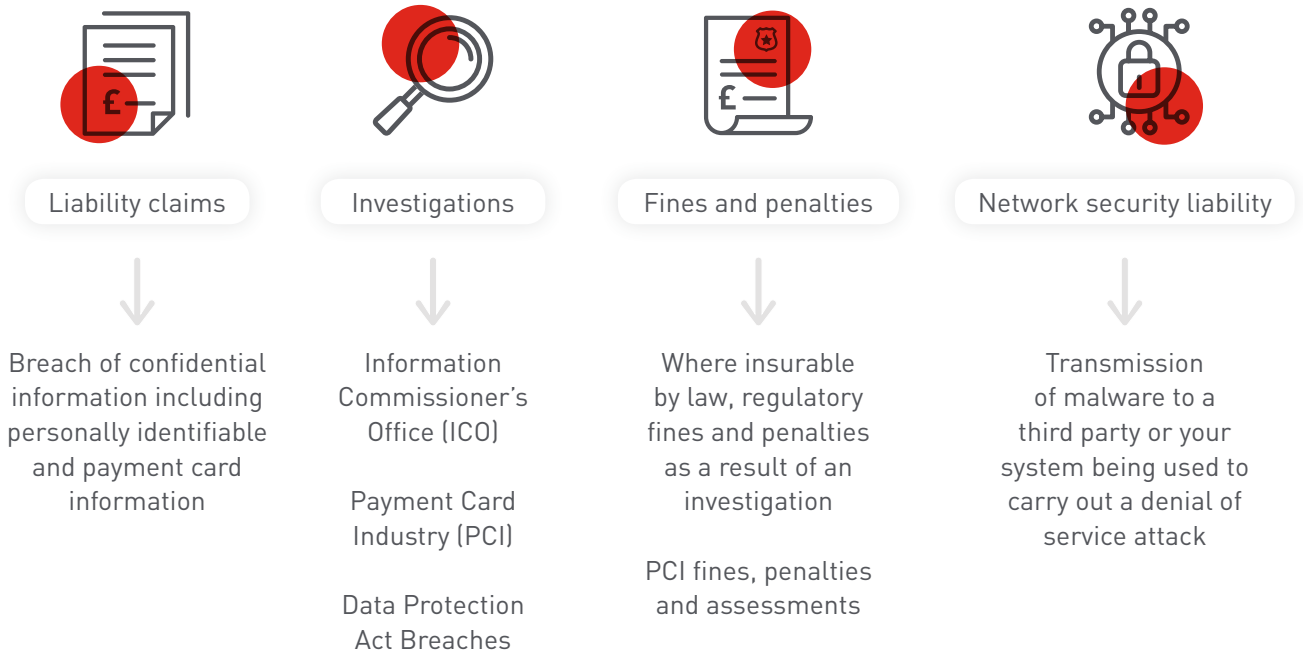 £
£
Liability claims
Investigations
Fines and penalties
Network security liability
Breach of confidential
information including
personally identifiable
and payment card
information
Information
Commissioner’s
Office (ICO)
Payment Card
Industry (PCI)
Data Protection
Act Breaches
Where insurable
by law, regulatory
fines and penalties
as a result of an
investigation
PCI fines, penalties
and assessments
Transmission
of malware to a
third party or your
system being used to
carry out a denial of
service attack